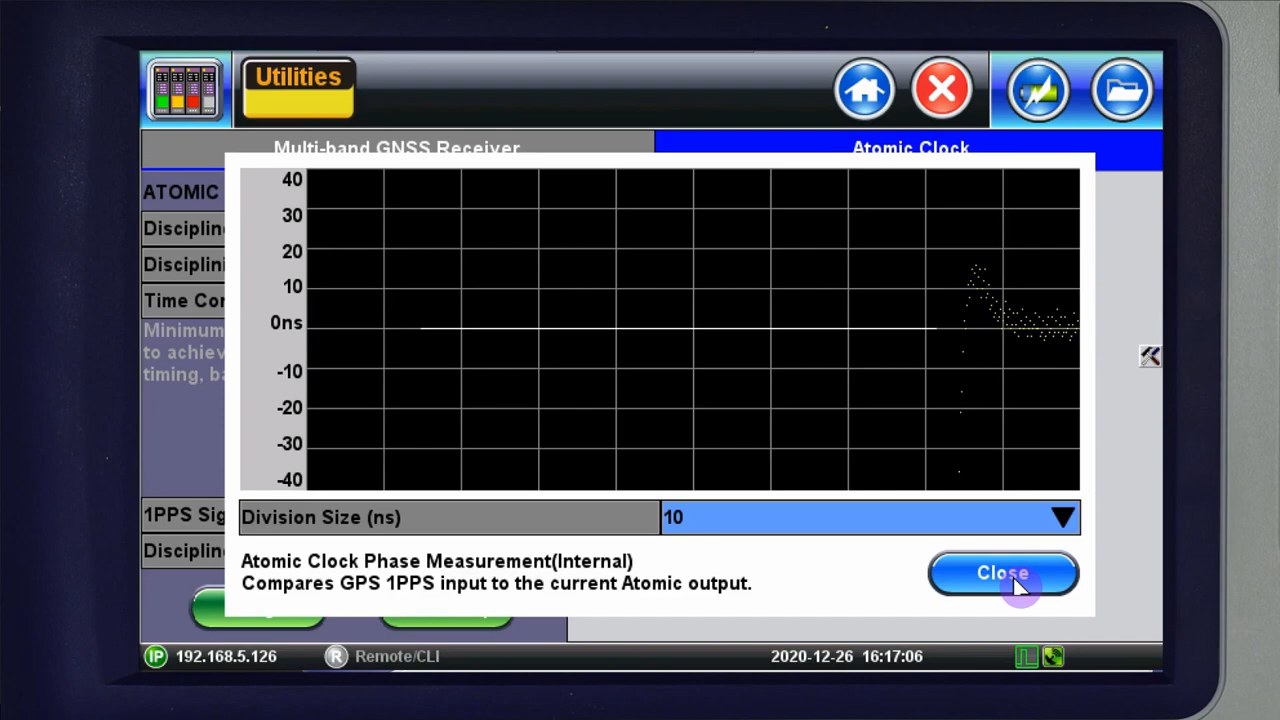 Utilities
Multi-band GNSS Receiver
Atomic Clock
ATOMIC
Disciplin
Disciplini
Time Cor
Minimum
to achiev
timing, ba
1PPS Sig
Disciplin
40
30
20
10
0ns
-10
-20
-30
-40
Division Size (ns)
10
Atomic Clock Phase Measurement(Internal)
Compares GPS 1PPS input to the current Atomic output.
Close
IP 192.168.5.126
R Remote/CLI
2020-12-26 16:17:06